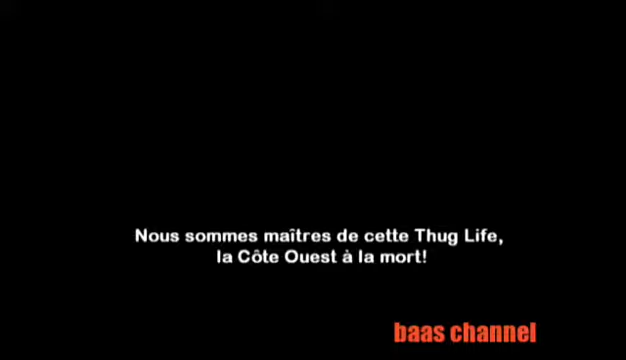 Nous sommes maîtres de cette Thug Life,
la Côte Ouest à la mort!
baas channel